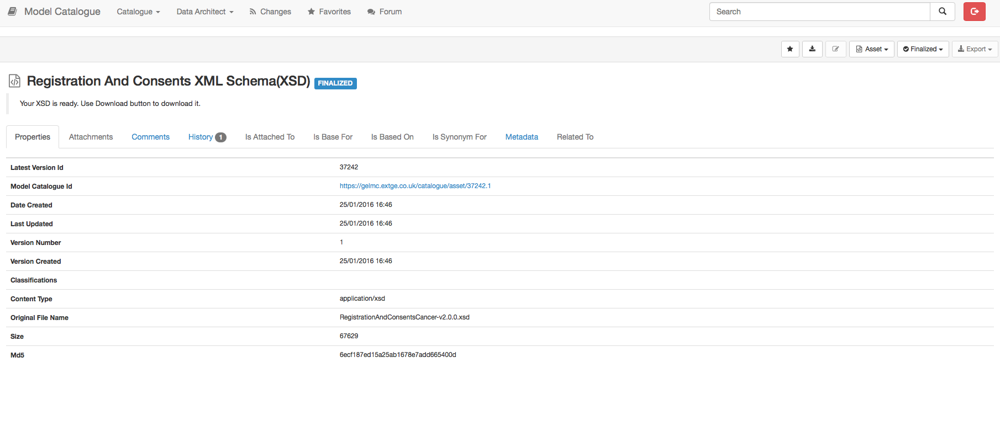 Model Catalogue Catalogue Data Architect Changes Favorites Forum Search
Asset Finalized Export
Registration And Consents XML Schema(XSD) FINALIZED
Your XSD is ready. Use Download button to download it.
Properties Attachments Comments History 1 Is Attached To Is Base For Is Based On Is Synonym For Metadata Related To
Latest Version Id 37242
Model Catalogue Id https://gelmc.extge.co.uk/catalogue/asset/37242.1
Date Created 25/01/2016 16:46
Last Updated 25/01/2016 16:46
Version Number 1
Version Created 25/01/2016 16:46
Classifications
Content Type application/xsd
Original File Name RegistrationAndConsentsCancer-v2.0.0.xsd
Size 67629
Md5 6ecf187ed15a25ab1678e7add665400d